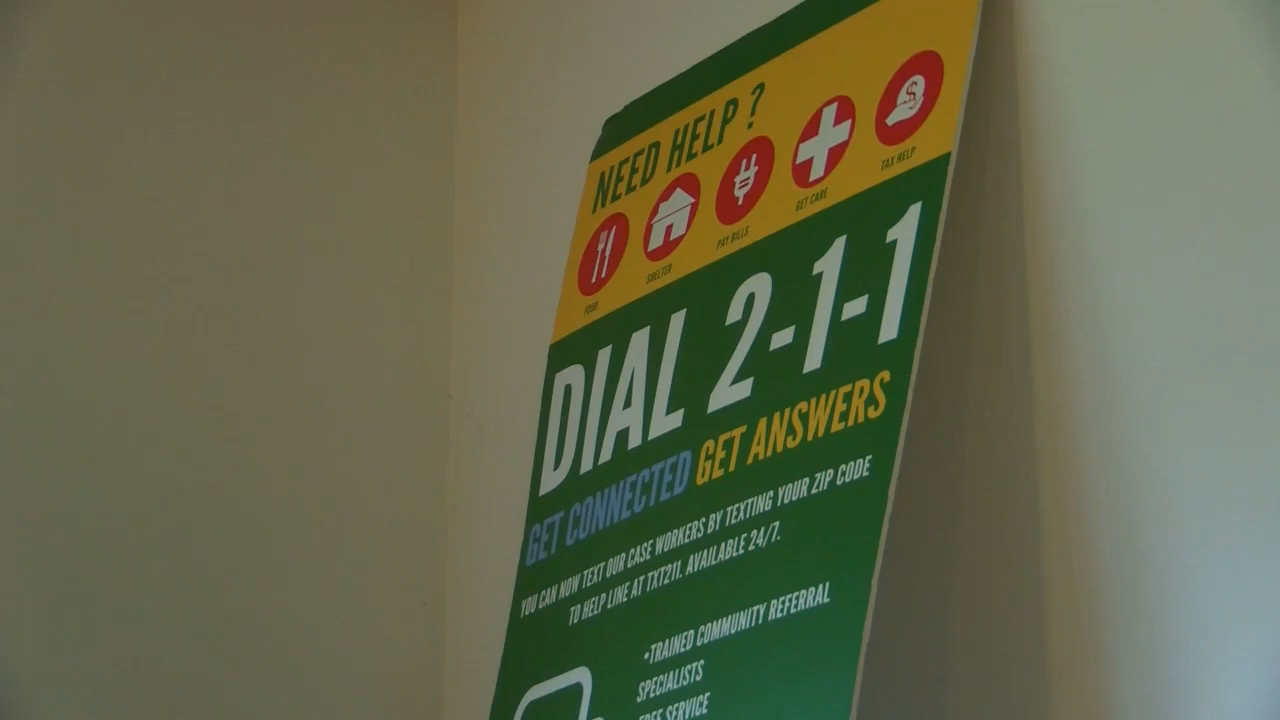 NEED HELP ?
FOOD
SHELTER
PAY BILLS
GET CARE
TAX HELP
DIAL 2-1-1
GET CONNECTED GET ANSWERS
YOU CAN NOW TEXT OUR CASE WORKERS BY TEXTING YOUR ZIP CODE
TO HELP LINE AT TXT211. AVAILABLE 24/7.
•TRAINED COMMUNITY REFERRAL
SPECIALISTS
FREE SERVICE